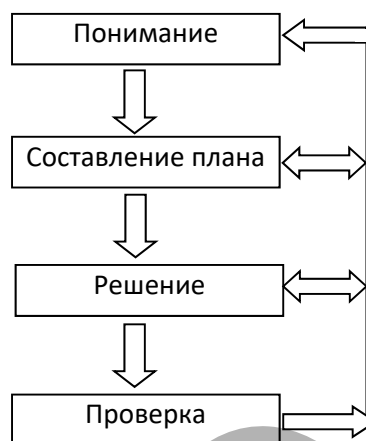 Понимание
Составление плана
Решение
Проверка